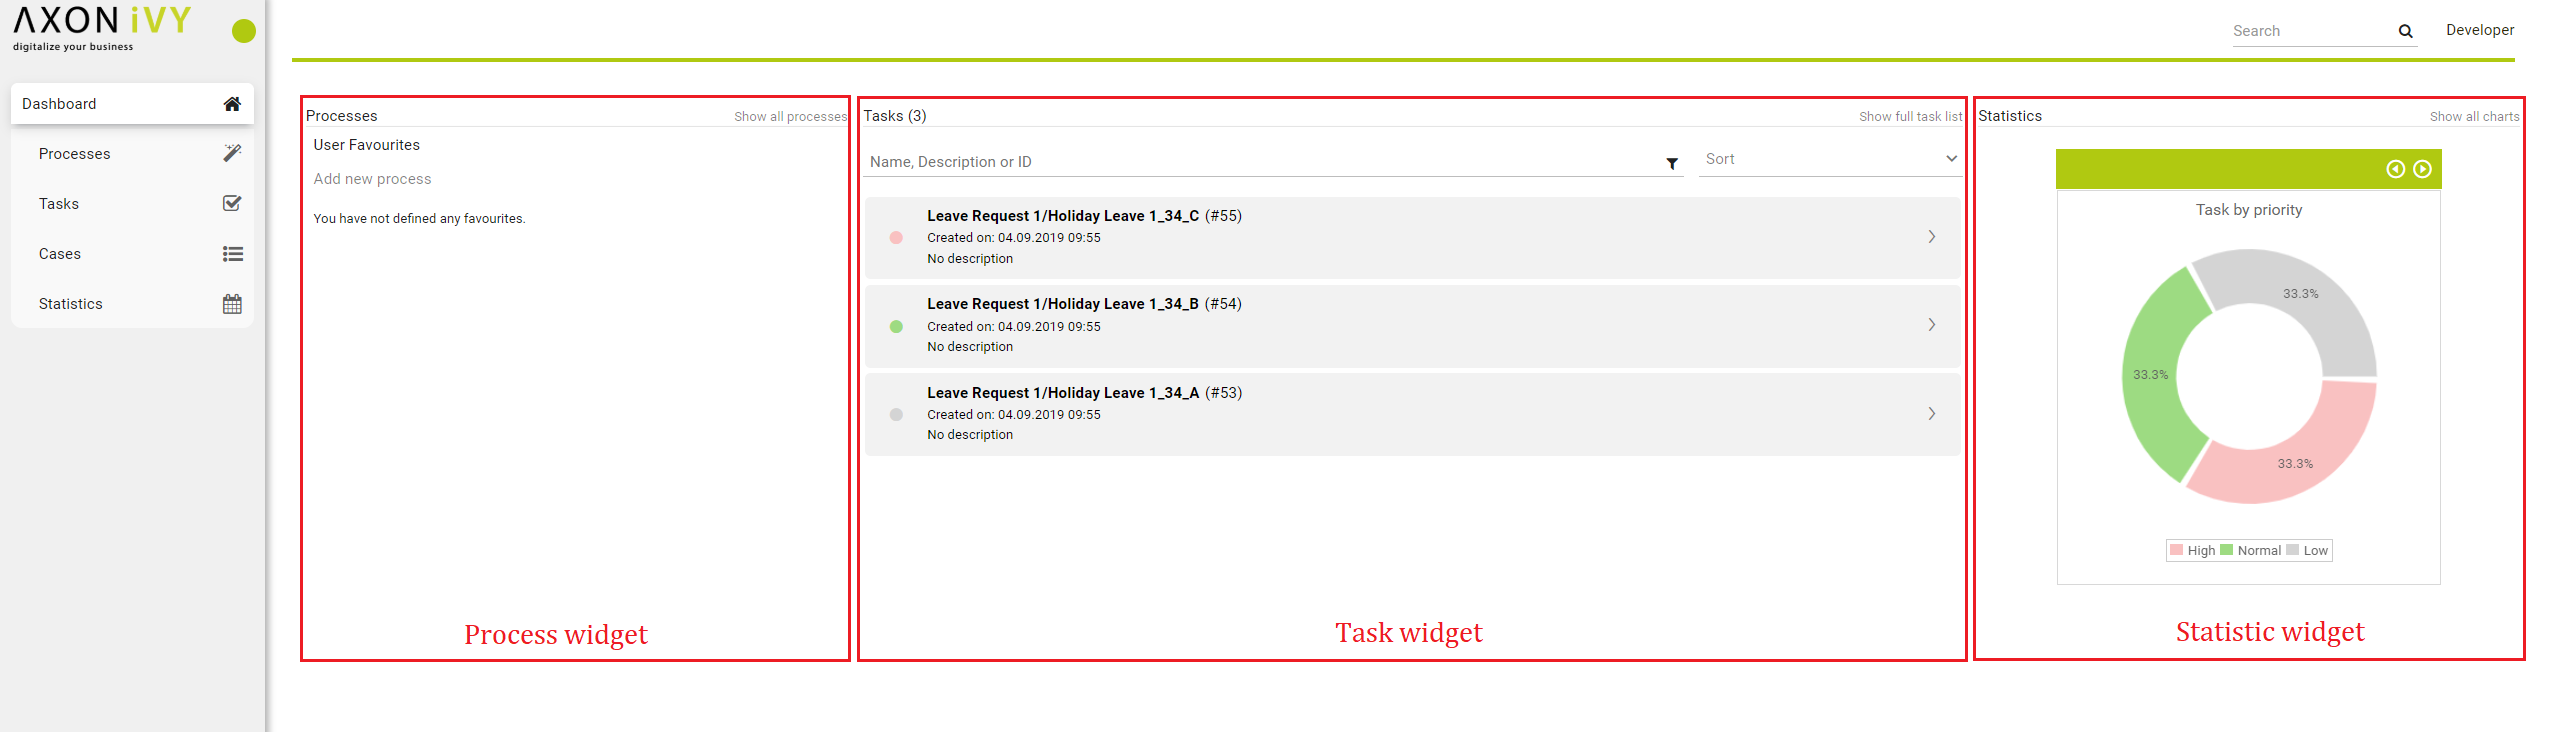 AXON iVY
digitalize your business
Search
Developer
Dashboard
Processes
Tasks
Cases
Statistics
Processes
Show all processes
User Favourites
Add new process
You have not defined any favourites.
Process widget
Tasks (3)
Show full task list
Name, Description or ID
Sort
Leave Request 1/Holiday Leave 1_34_C (#55)
Created on: 04.09.2019 09:55
No description
Leave Request 1/Holiday Leave 1_34_B (#54)
Created on: 04.09.2019 09:55
No description
Leave Request 1/Holiday Leave 1_34_A (#53)
Created on: 04.09.2019 09:55
No description
Task widget
Statistics
Show all charts
Task by priority
33.3%
33.3%
33.3%
High Normal Low
Statistic widget